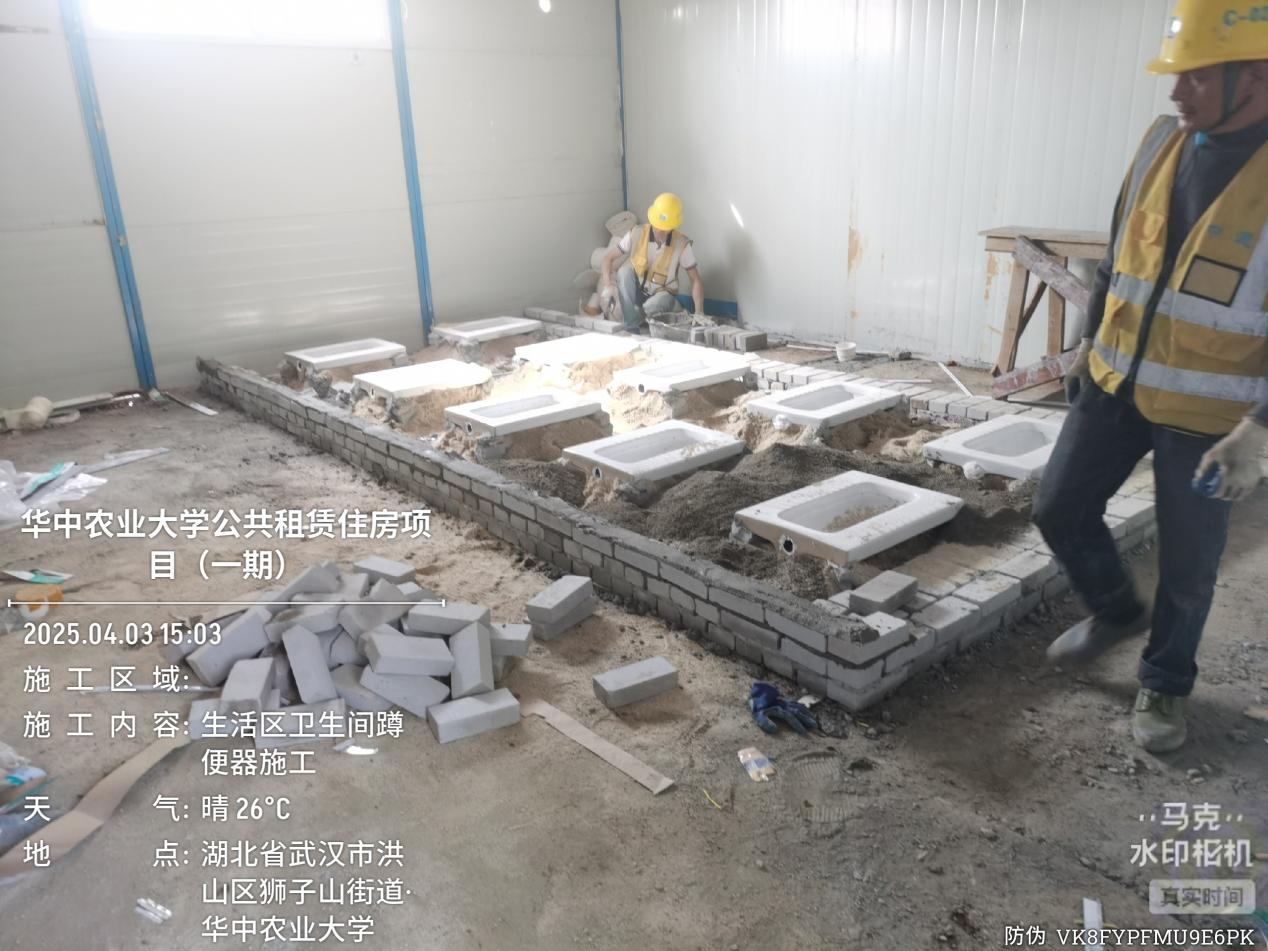 C-02
华中农业大学公共租赁住房项
目（一期）
2025.04.03 15:03
施工区域:
施工内容: 生活区卫生间蹲
便器施工
天气: 晴 26°C
地点: 湖北省武汉市洪
山区狮子山街道·
华中农业大学
马克
水印相机
真实时间
防伪 VK8FYPFMU9E6PK